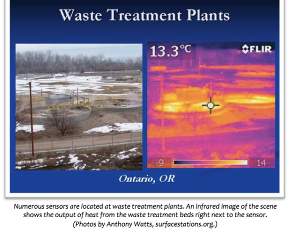 Waste Treatment Plants
13.3°C
FLIR
-9
14
Ontario, OR
Numerous sensors are located at waste treatment plants. An infrared image of the scene
shows the output of heat from the waste treatment beds right next to the sensor.
(Photos by Anthony Watts, surfacestations.org.)